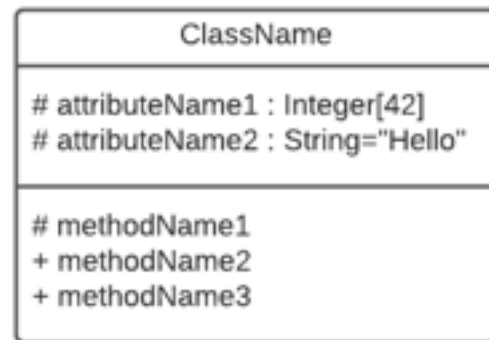 ClassName
# attributeName1 : Integer[42]
# attributeName2 : String="Hello"
# methodName1
+ methodName2
+ methodName3